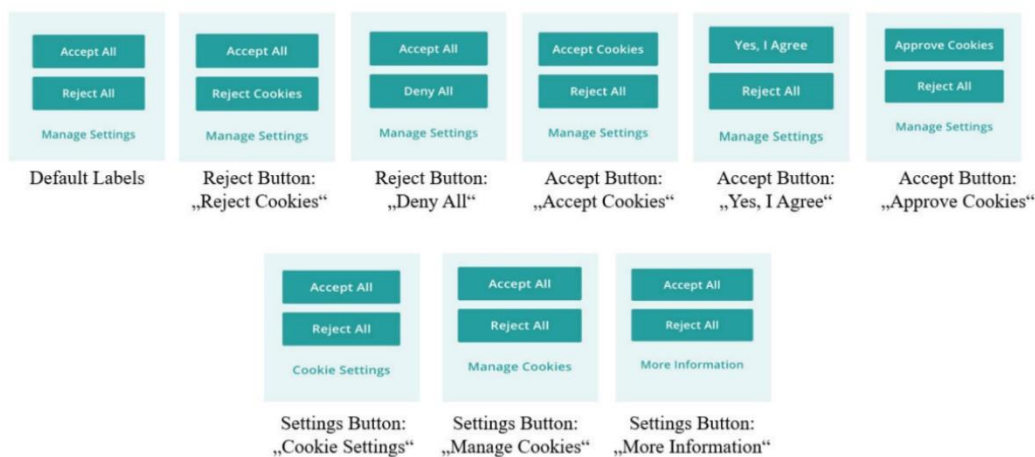 Accept All
Reject All
Manage Settings
Default Labels
Accept All
Reject Cookies
Manage Settings
Reject Button:
„Reject Cookies“
Accept All
Deny All
Manage Settings
Reject Button:
„Deny All“
Accept Cookies
Reject All
Manage Settings
Accept Button:
„Accept Cookies“
Yes, I Agree
Reject All
Manage Settings
Accept Button:
„Yes, I Agree“
Approve Cookies
Reject All
Manage Settings
Accept Button:
„Approve Cookies“
Accept All
Reject All
Cookie Settings
Settings Button:
„Cookie Settings“
Accept All
Reject All
Manage Cookies
Settings Button:
„Manage Cookies“
Accept All
Reject All
More Information
Settings Button:
„More Information“